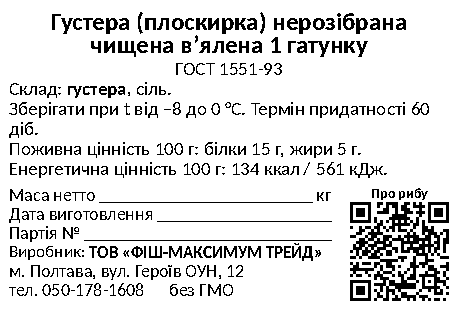 Густера (плоскирка) нерозібрана
чищена в’ялена 1 гатунку
ГОСТ 1551-93
Склад: густера, сіль.
Зберігати при t від –8 до 0 °С. Термін придатності 60
діб.
Поживна цінність 100 г: білки 15 г, жири 5 г.
Енергетична цінність 100 г: 134 ккал / 561 кДж.
Маса нетто ________________________ кг
Дата виготовлення ____________________
Партія № ____________________________
Виробник: ТОВ «ФІШ-МАКСИМУМ ТРЕЙД»
м. Полтава, вул. Героїв ОУН, 12
тел. 050-178-1608 без ГМО
Про рибу